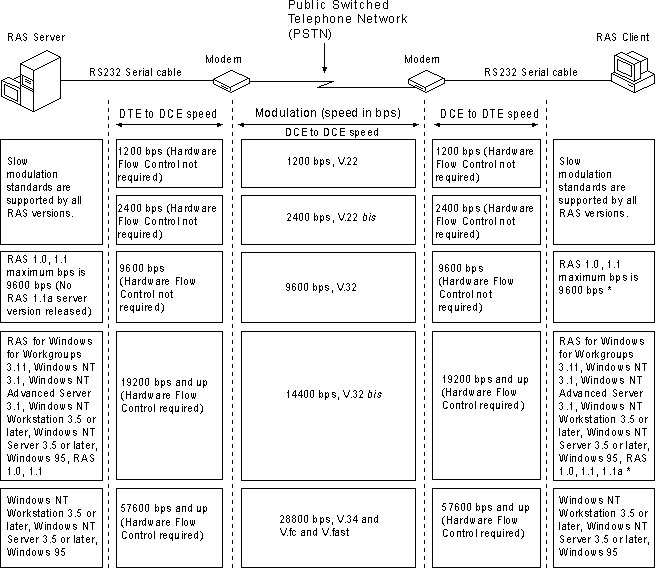 Public Switched
Telephone Network
(PSTN)
RAS Server
Modem
Modem
RAS Client
RS232 Serial cable
RS232 Serial cable
DTE to DCE speed
Modulation (speed in bps)
DCE to DTE speed
DCE to DCE speed
Slow
modulation
standards are
supported by all
RAS versions.
1200 bps (Hardware
Flow Control not
required)
1200 bps, V.22
1200 bps (Hardware
Flow Control not
required)
Slow
modulation
standards are
supported by all
RAS versions.
2400 bps (Hardware
Flow Control not
required)
2400 bps, V.22 bis
2400 bps (Hardware
Flow Control not
required)
RAS 1.0, 1.1
maximum bps is
9600 bps (No
RAS 1.1a server
version released)
9600 bps
(Hardware Flow
Control not
required)
9600 bps, V.32
9600 bps
(Hardware Flow
Control not
required)
RAS 1.0, 1.1
maximum bps is
9600 bps *
RAS for Windows
for Workgroups
3.11, Windows NT
3.1, Windows NT
Advanced Server
3.1, Windows NT
Workstation 3.5 or
later, Windows NT
Server 3.5 or later,
Windows 95, RAS
1.0, 1.1
19200 bps and up
(Hardware Flow
Control required)
14400 bps, V.32 bis
19200 bps and up
(Hardware Flow
Control required)
RAS for Windows
for Workgroups
3.11, Windows NT
3.1, Windows NT
Advanced Server
3.1, Windows NT
Workstation 3.5 or
later, Windows NT
Server 3.5 or later,
Windows 95, RAS
1.0, 1.1, 1.1a *
Windows NT
Workstation 3.5 or
later, Windows NT
Server 3.5 or later,
Windows 95
57600 bps and up
(Hardware Flow
Control required)
28800 bps, V.34 and
V.fc and V.fast
57600 bps and up
(Hardware Flow
Control required)
Windows NT
Workstation 3.5 or
later, Windows NT
Server 3.5 or later,
Windows 95